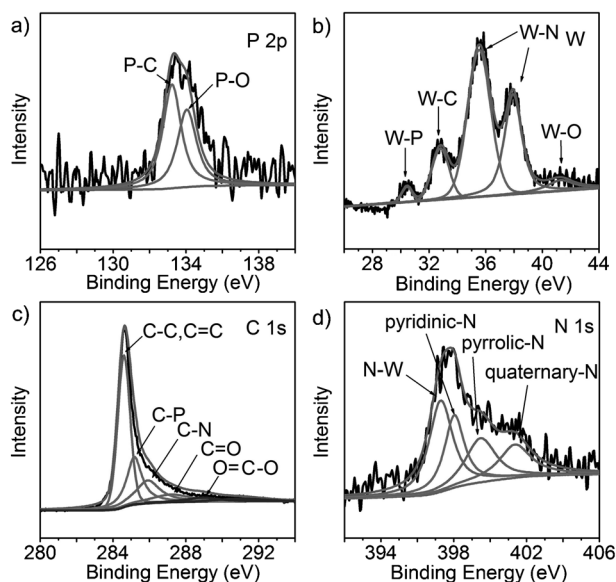 a)
P 2p
P-C
P-O
Intensity
126 130 134 138
Binding Energy (eV)
b)
W-N W
W-C
W-P
W-O
Intensity
28 32 36 40 44
Binding Energy (eV)
c)
C 1s
C-C,C=C
C-P
C-N
C=O
O=C-O
Intensity
280 284 288 292
Binding Energy (eV)
d)
N 1s
pyridinic-N
pyrrolic-N
N-W
quaternary-N
Intensity
394 398 402 406
Binding Energy (eV)